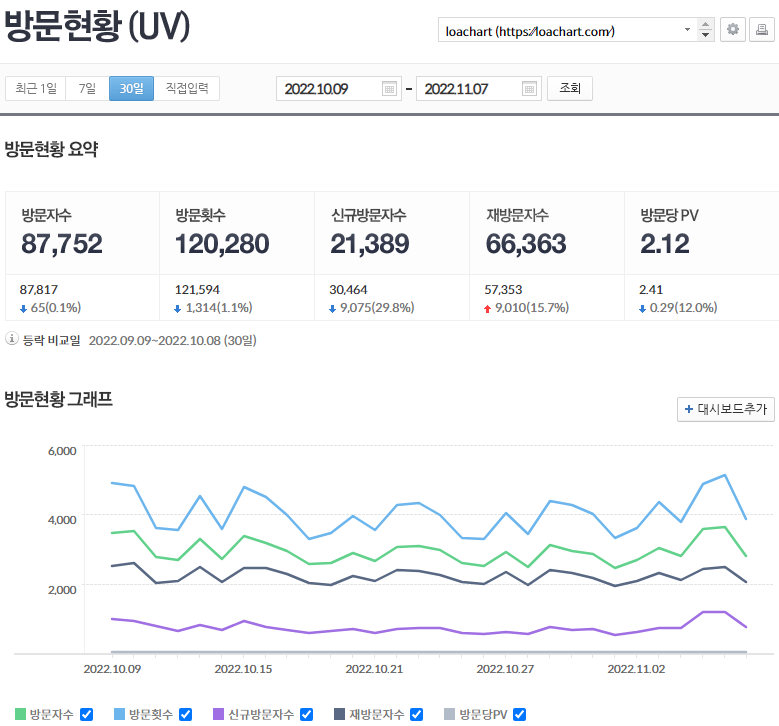 방문현황 (UV)
loachart (https://loachart.com/)
최근 1일 7일 30일 직접입력 2022.10.09 - 2022.11.07 조회
방문현황 요약
방문자수 방문횟수 신규방문자수 재방문자수 방문당 PV
87,752 120,280 21,389 66,363 2.12
87,817 121,594 30,464 57,353 2.41
65(0.1%) 1,314(1.1%) 9,075(29.8%) 9,010(15.7%) 0.29(12.0%)
등락 비교일 2022.09.09~2022.10.08 (30일)
방문현황 그래프
+ 대시보드추가
6,000
4,000
2,000
2022.10.09 2022.10.15 2022.10.21 2022.10.27 2022.11.02
방문자수 방문횟수 신규방문자수 재방문자수 방문당PV